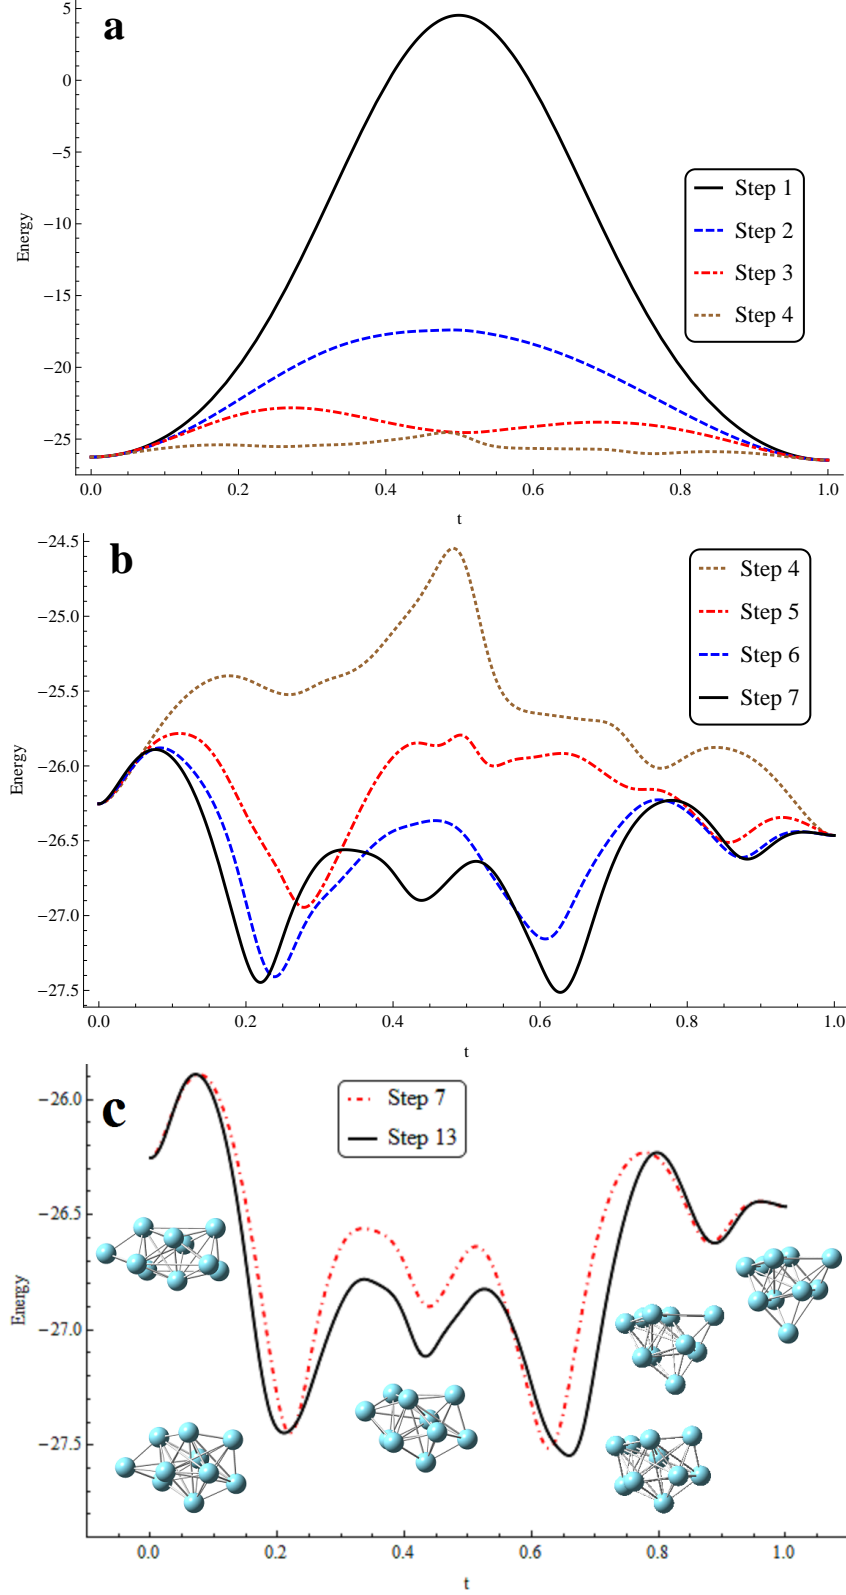 a
5
0
−5
−10
−15
−20
−25
Energy
Step 1
Step 2
Step 3
Step 4
0.0 0.2 0.4 0.6 0.8 1.0
t
b
−24.5
−25.0
−25.5
−26.0
−26.5
−27.0
−27.5
Energy
Step 4
Step 5
Step 6
Step 7
0.0 0.2 0.4 0.6 0.8 1.0
t
c
−26.0
−26.5
−27.0
−27.5
Energy
Step 7
Step 13
0.0 0.2 0.4 0.6 0.8 1.0
t